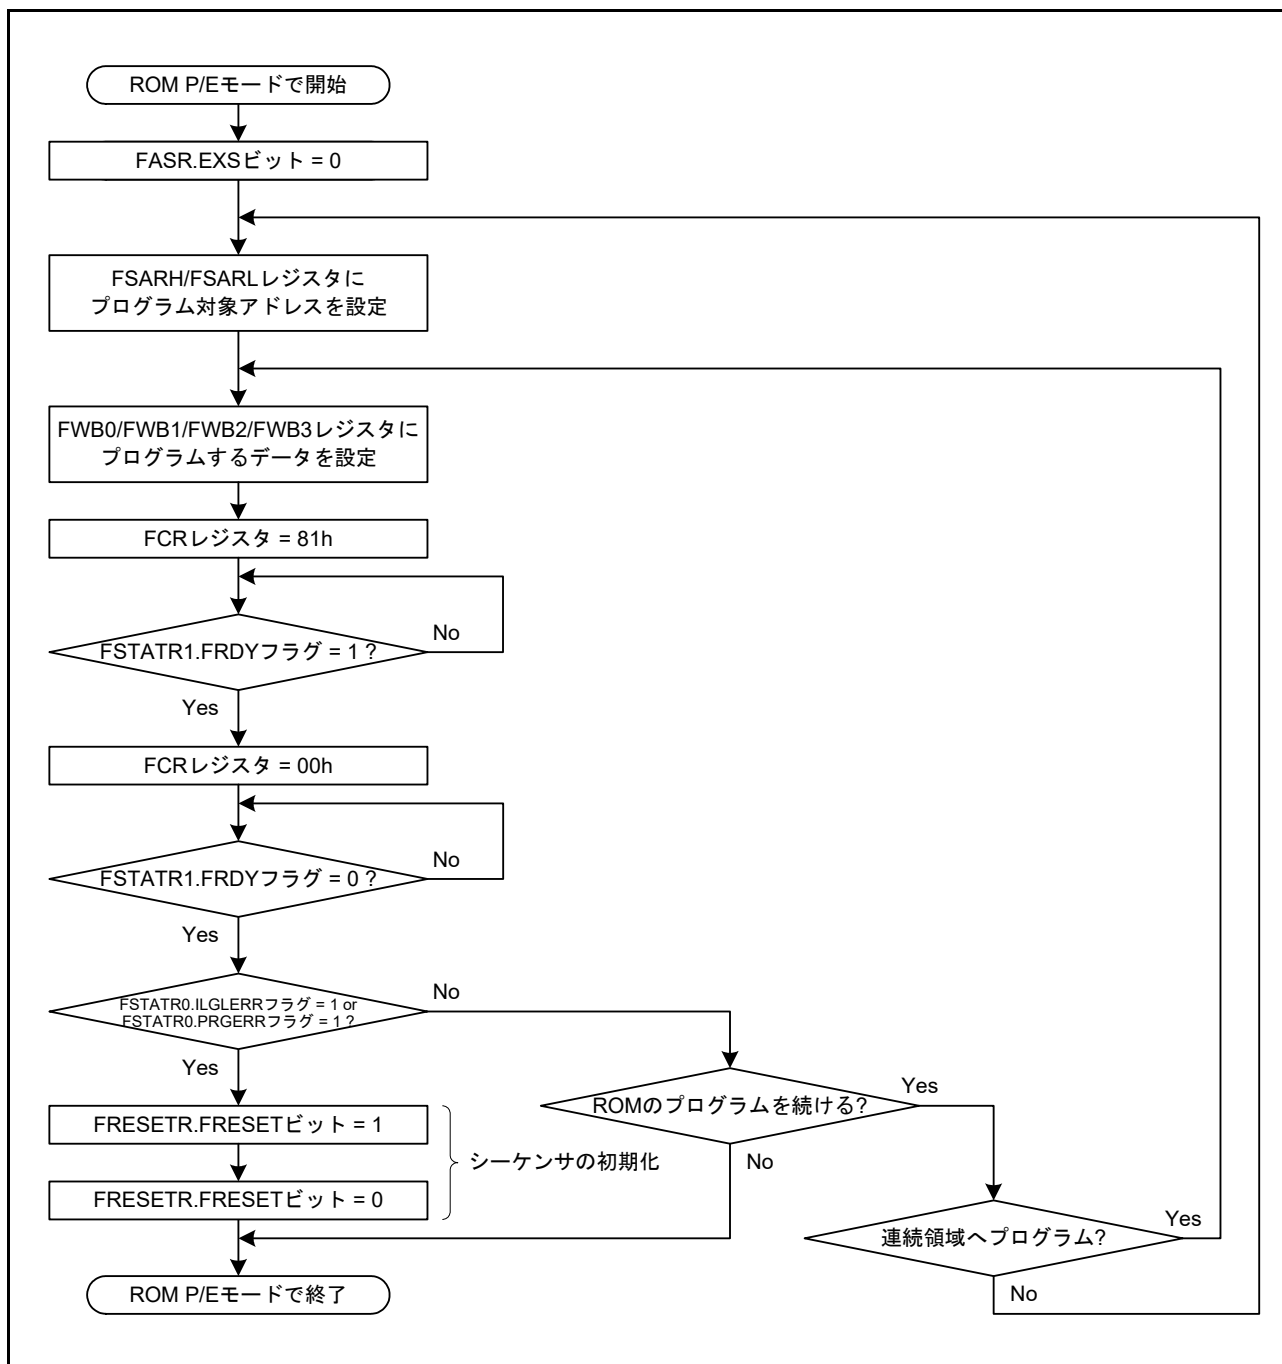 ROM P/Eモードで開始
FASR.EXSビット = 0
FSARH/FSARLレジスタに
プログラム対象アドレスを設定
FWB0/FWB1/FWB2/FWB3レジスタに
プログラムするデータを設定
FCRレジスタ = 81h
FSTATR1.FRDYフラグ = 1 ?
No
Yes
FCRレジスタ = 00h
FSTATR1.FRDYフラグ = 0 ?
No
Yes
FSTATR0.ILGLERRフラグ = 1 or
FSTATR0.PRGERRフラグ = 1 ?
No
Yes
ROMのプログラムを続ける?
Yes
No
FRESETR.FRESETビット = 1
シーケンサの初期化
FRESETR.FRESETビット = 0
連続領域へプログラム?
Yes
No
ROM P/Eモードで終了